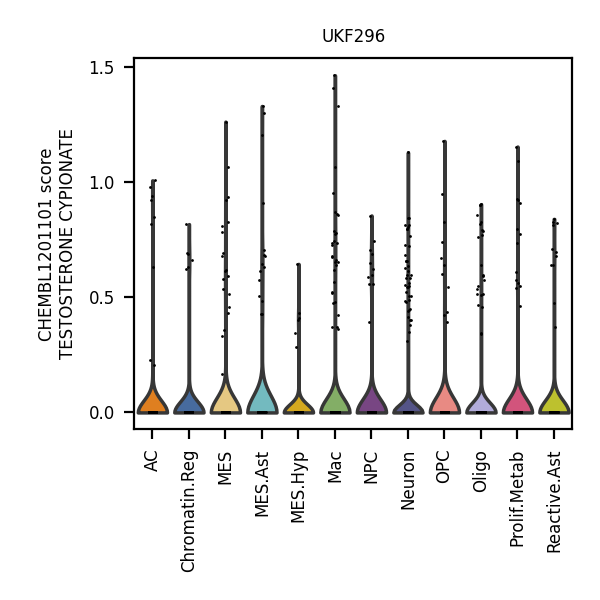 UKF296
CHEMBL1201101 score
TESTOSTERONE CYPIONATE
1.5
1.0
0.5
0.0
AC
Chromatin.Reg
MES
MES.Ast
MES.Hyp
Mac
NPC
Neuron
OPC
Oligo
Prolif.Metab
Reactive.Ast